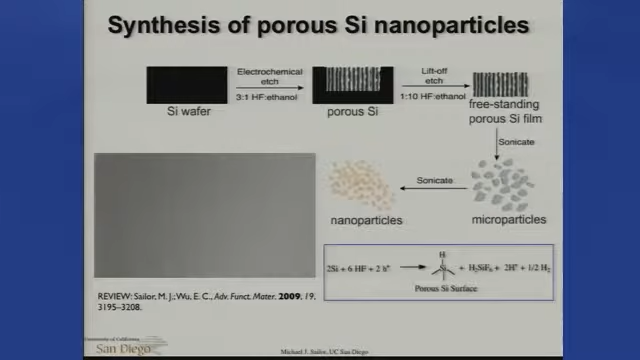 Synthesis of porous Si nanoparticles
Electrochemical
etch
3:1 HF:ethanol
Lift-off
etch
1:10 HF:ethanol
Si wafer
porous Si
free-standing
porous Si film
Sonicate
Sonicate
nanoparticles
microparticles
H
2Si + 6 HF + 2 h⁺ Si + H₂SiF₆ + 2H⁺ + 1/2 H₂
Porous Si Surface
REVIEW: Sailor, M. J.; Wu, E. C., Adv. Funct. Mater. 2009, 19,
3195–3208.
University of California
San Diego
Michael J. Sailor, UC San Diego